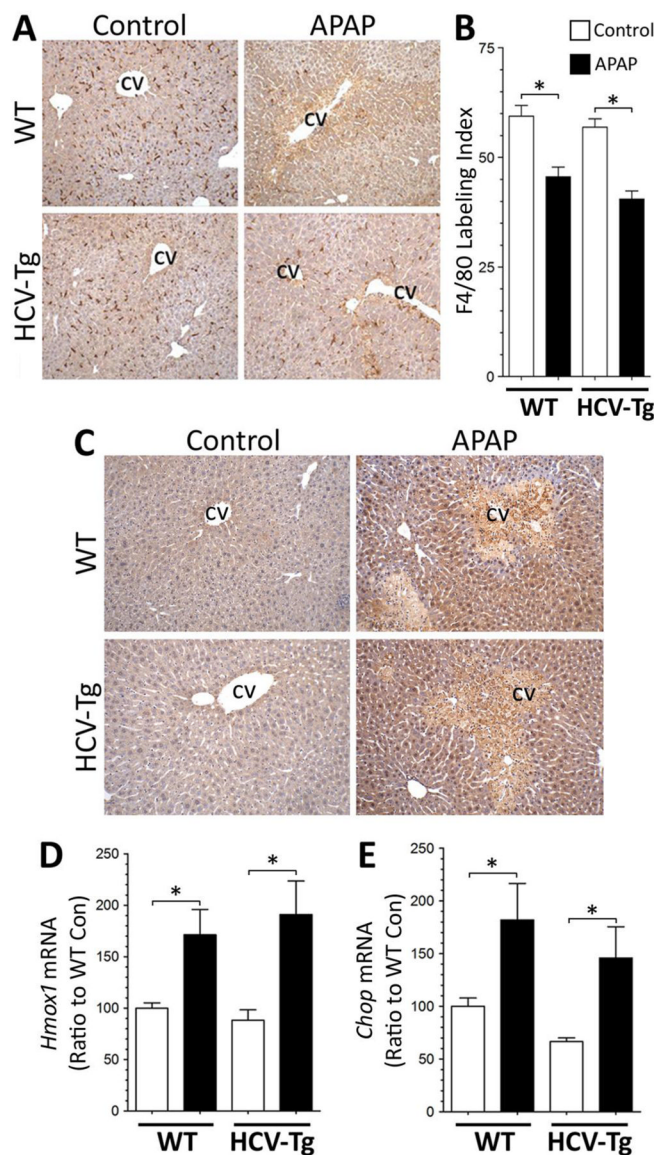 A
Control
APAP
WT
CV
CV
HCV-Tg
CV
CV
CV
B
Control
APAP
75
50
25
0
F4/80 Labeling Index
*
*
WT
HCV-Tg
C
Control
APAP
WT
CV
CV
HCV-Tg
CV
CV
D
250
200
150
100
50
0
Hmox1 mRNA
(Ratio to WT Con)
*
*
WT
HCV-Tg
E
250
200
150
100
50
0
Chop mRNA
(Ratio to WT Con)
*
*
WT
HCV-Tg